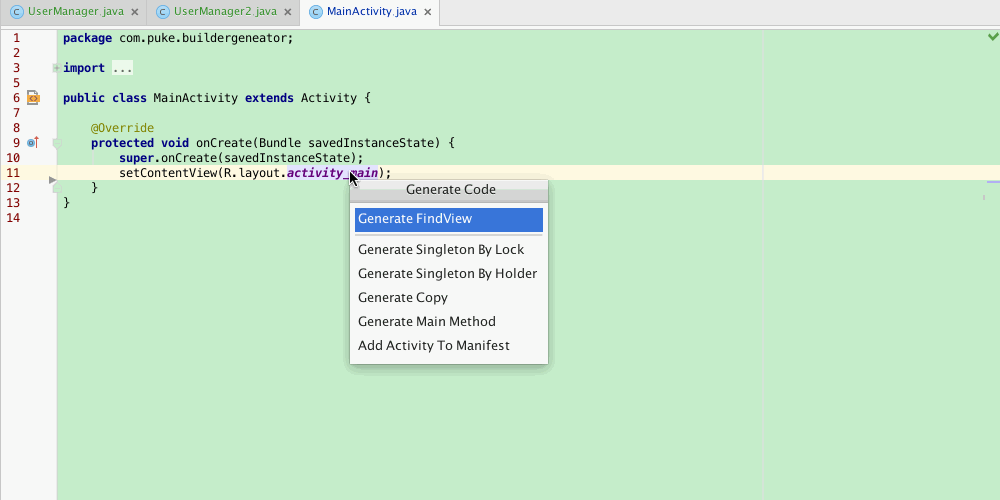 UserManager.java UserManager2.java MainActivity.java
1 package com.puke.buildergeneator;
2
3 import ...
5
6 public class MainActivity extends Activity {
7
8 @Override
9 protected void onCreate(Bundle savedInstanceState) {
10 super.onCreate(savedInstanceState);
11 setContentView(R.layout.activity_main);
12 }
13 }
14
Generate Code
Generate FindView
Generate Singleton By Lock
Generate Singleton By Holder
Generate Copy
Generate Main Method
Add Activity To Manifest